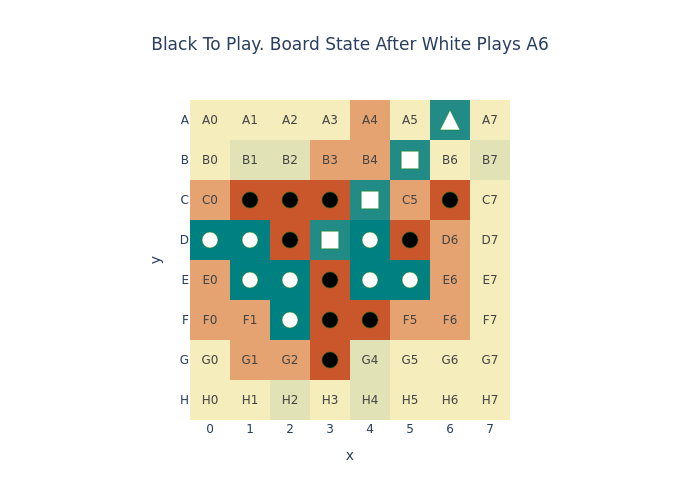 Black To Play. Board State After White Plays A6
A A0 A1 A2 A3 A4 A5 A7
B B0 B1 B2 B3 B4 B6 B7
C C0 C5 C7
D D6 D7
E E0 E6 E7
F F0 F1 F5 F6 F7
G G0 G1 G2 G4 G5 G6 G7
H H0 H1 H2 H3 H4 H5 H6 H7
0 1 2 3 4 5 6 7
x
y